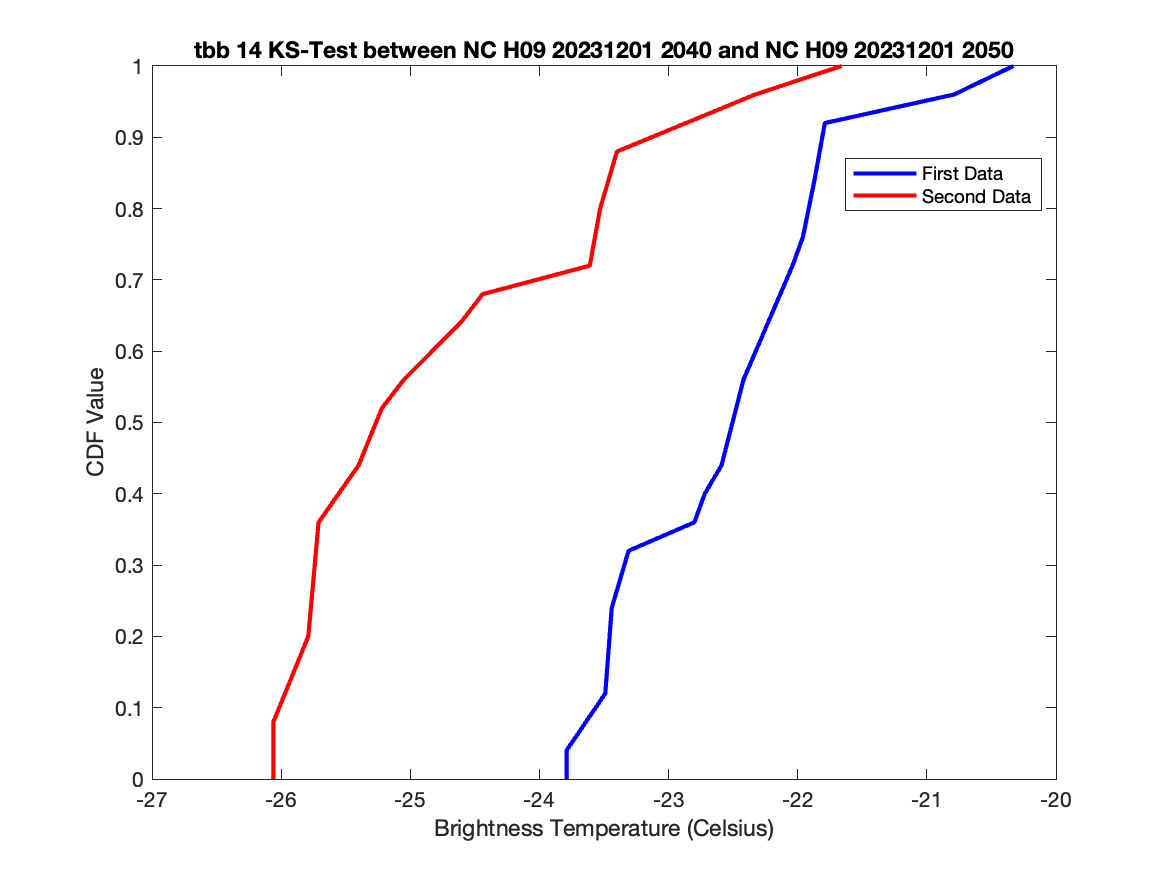 tbb 14 KS-Test between NC H09 20231201 2040 and NC H09 20231201 2050
1
0.9
0.8
0.7
0.6
0.5
0.4
0.3
0.2
0.1
0
CDF Value
First Data
Second Data
-27 -26 -25 -24 -23 -22 -21 -20
Brightness Temperature (Celsius)